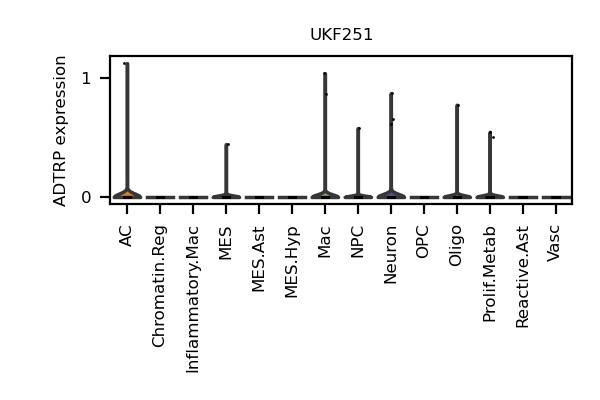 UKF251
ADTRP expression
1
0
AC
Chromatin.Reg
Inflammatory.Mac
MES
MES.Ast
MES.Hyp
Mac
NPC
Neuron
OPC
Oligo
Prolif.Metab
Reactive.Ast
Vasc